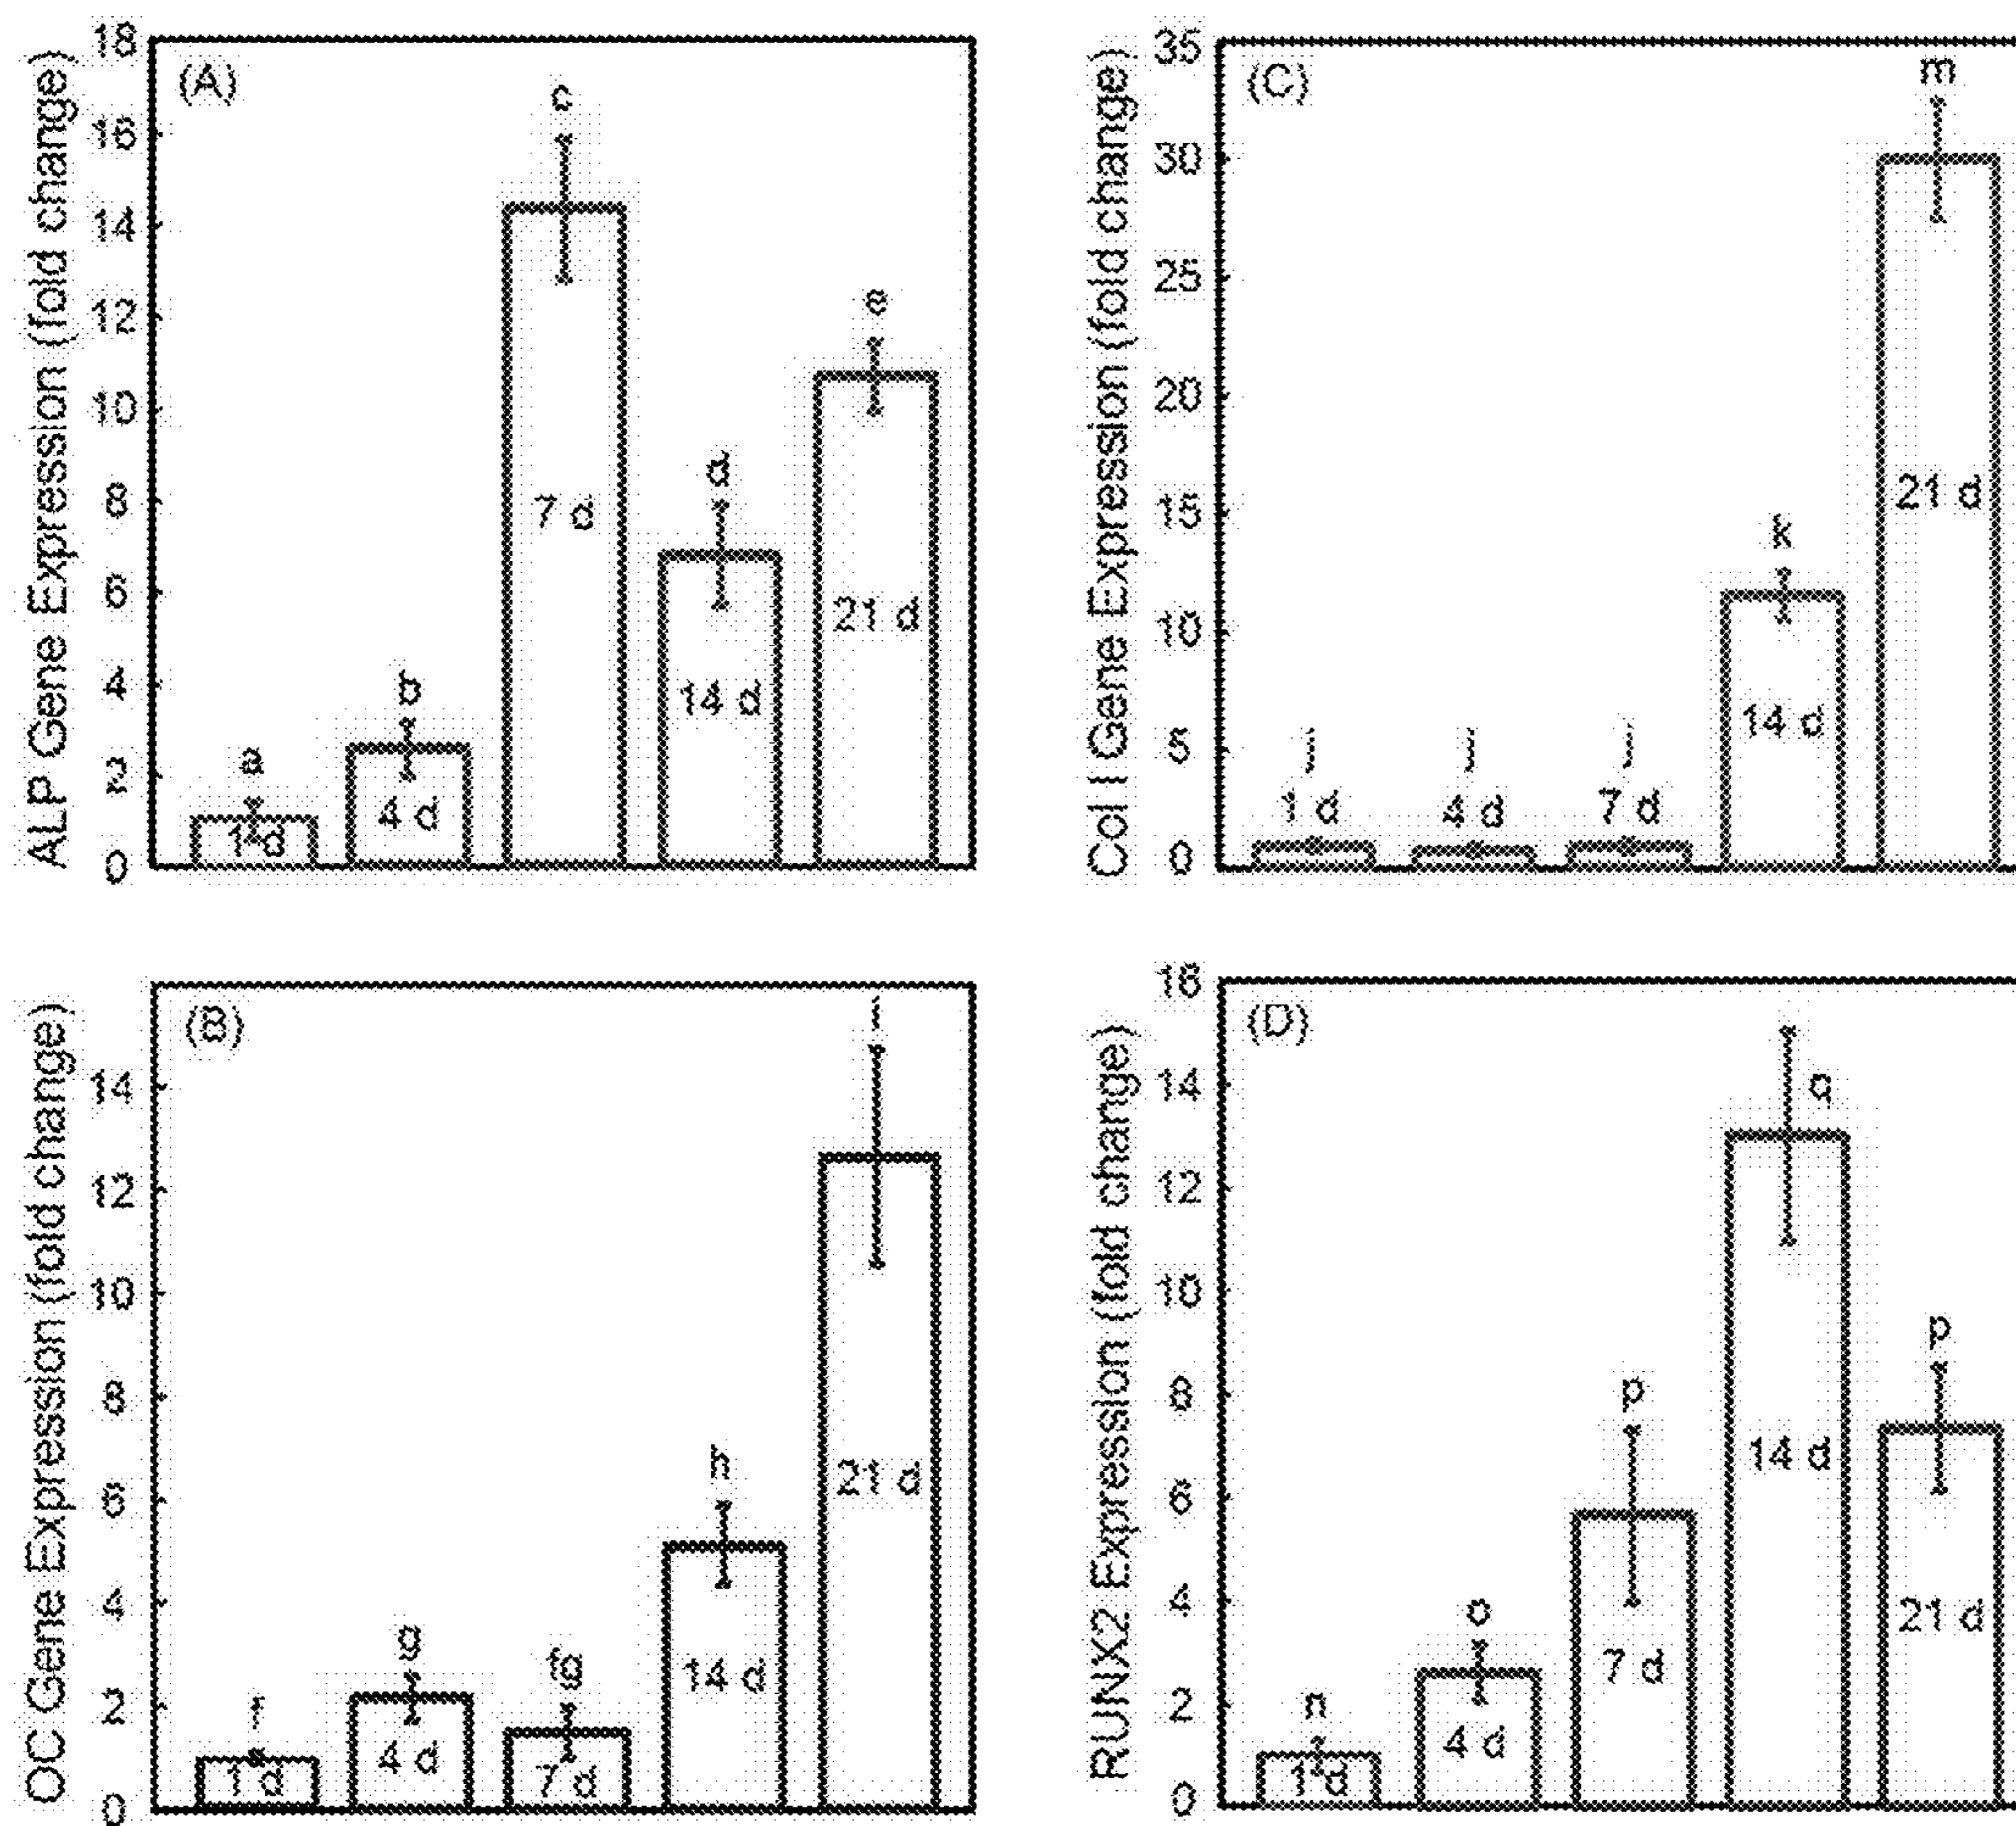 ALP Gene Expression (fold change)
18
16
14
12
10
8
6
4
2
0
(A)
a
1 d
b
4 d
c
7 d
d
14 d
e
21 d
Col I Gene Expression (fold change)
35
30
25
20
15
10
5
0
(C)
j
1 d
j
4 d
j
7 d
k
14 d
m
21 d
OC Gene Expression (fold change)
14
12
10
8
6
4
2
0
(B)
f
1 d
g
4 d
fg
7 d
h
14 d
i
21 d
RUNX2 Expression (fold change)
16
14
12
10
8
6
4
2
0
(D)
n
1 d
o
4 d
p
7 d
q
14 d
p
21 d